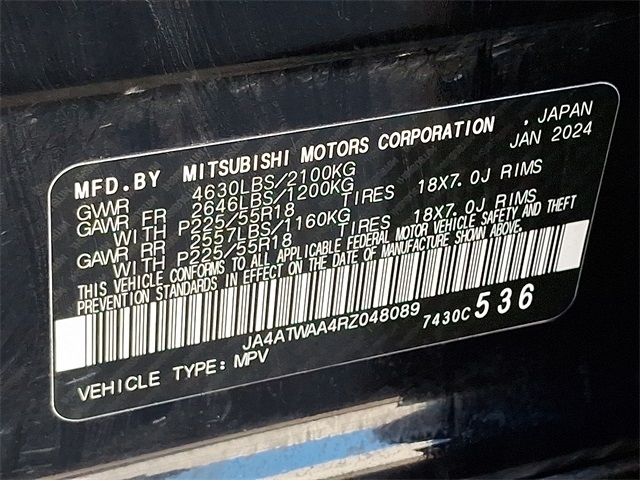 MFD.BY MITSUBISHI MOTORS CORPORATION , JAPAN
JAN 2024
GVWR 4630LBS/2100KG
GAWR FR 2646LBS/1200KG
WITH P225/55R18 TIRES 18X7.0J RIMS
GAWR RR 2557LBS/1160KG
WITH P225/55R18 TIRES 18X7.0J RIMS
THIS VEHICLE CONFORMS TO ALL APPLICABLE FEDERAL MOTOR VEHICLE SAFETY AND THEFT
PREVENTION STANDARDS IN EFFECT ON THE DATE OF MANUFACTURE SHOWN ABOVE.
JA4ATWAA4RZ048089 7430C 536
VEHICLE TYPE: MPV